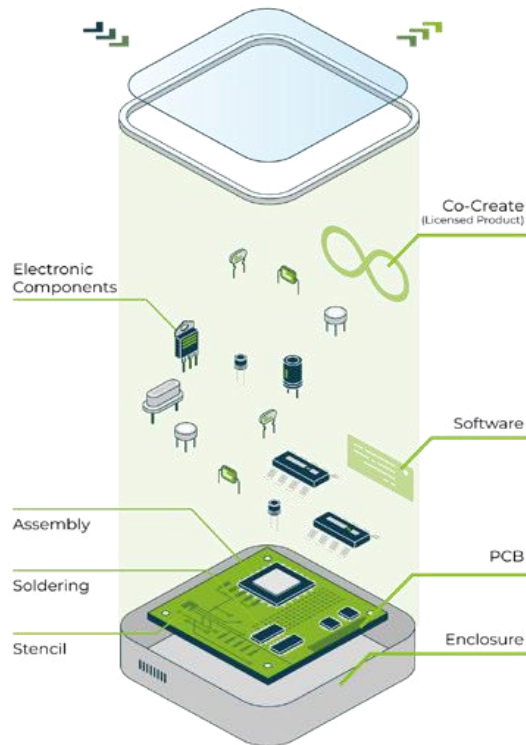 Co-Create
(Licensed Product)
Electronic
Components
Software
Assembly
PCB
Soldering
Enclosure
Stencil